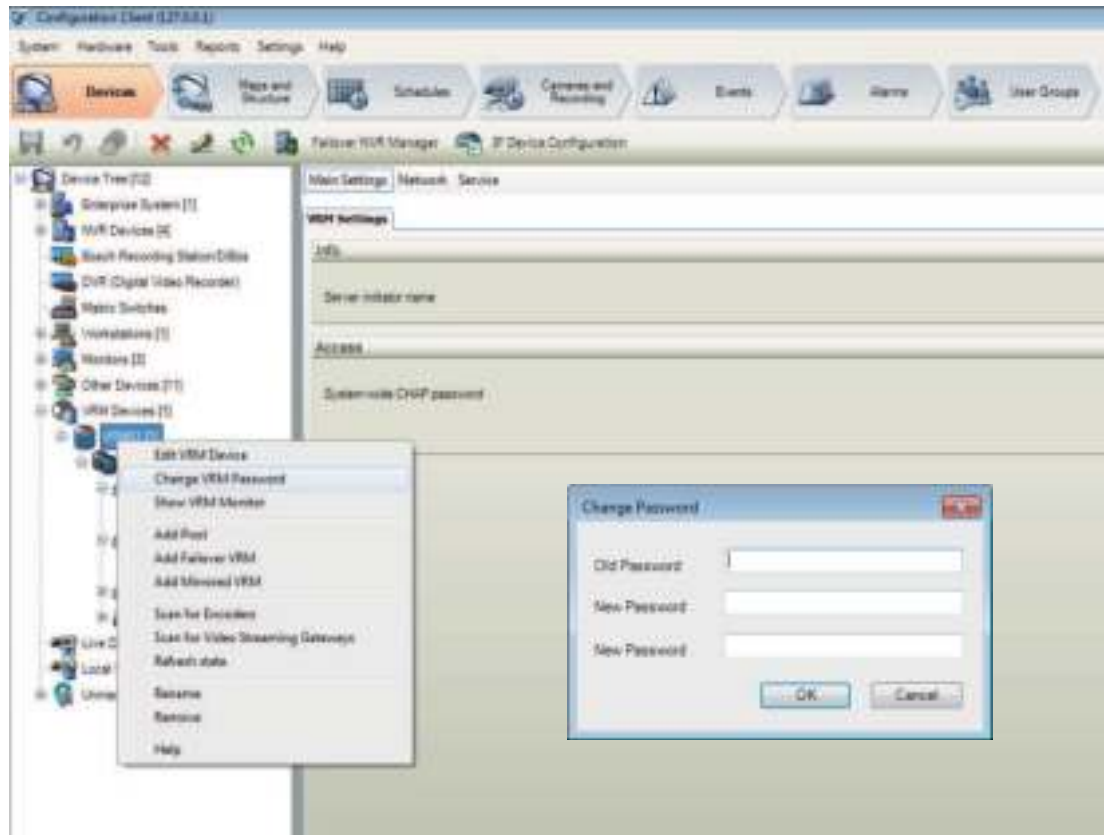 Configuration Client (127.0.0.1)
System Hardware Tools Reports Settings Help
Devices
Maps and Structure
Schedules
Cameras and Recording
Events
Alarms
User Groups
Failover NVR Manager
IP Device Configuration
Device Tree [12]
Enterprise System [1]
NVR Devices [4]
Bosch Recording Station/DiBos
DVR (Digital Video Recorder)
Matrix Switches
Workstations [1]
Monitors [2]
Other Devices [11]
VRM Devices [1]
Live
Local
Main Settings Network Service
VRM Settings
Info
Server initiator name
Access
System-wide CHAP password
Edit VRM Device
Change VRM Password
Show VRM Monitor
Add Pool
Add Failover VRM
Add Mirrored VRM
Scan for Encoders
Scan for Video Streaming Gateways
Refresh state
Rename
Remove
Help
Change Password
Old Password
New Password
New Password
OK
Cancel